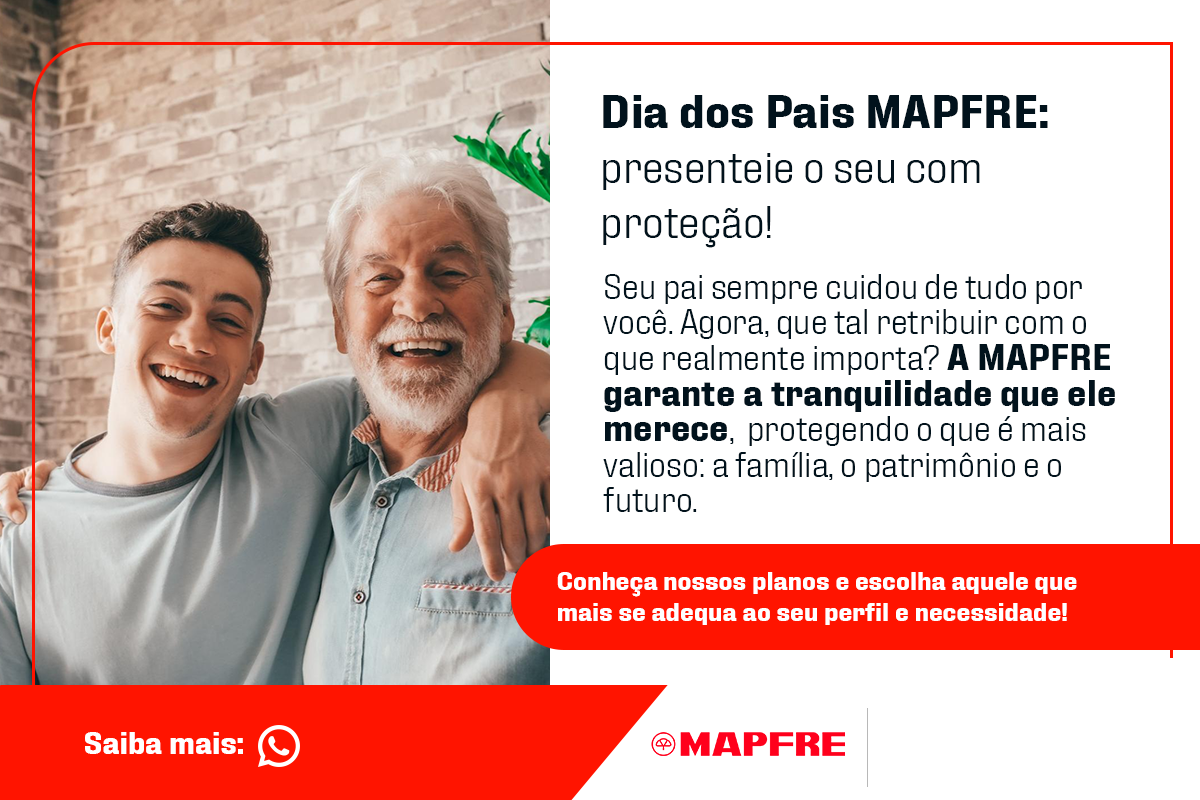 Dia dos Pais MAPFRE:
presenteie o seu com
proteção!
Seu pai sempre cuidou de tudo por
você. Agora, que tal retribuir com o
que realmente importa? A MAPFRE
garante a tranquilidade que ele
merece, protegendo o que é mais
valioso: a família, o patrimônio e o
futuro.
Conheça nossos planos e escolha aquele que
mais se adequa ao seu perfil e necessidade!
Saiba mais:
MAPFRE